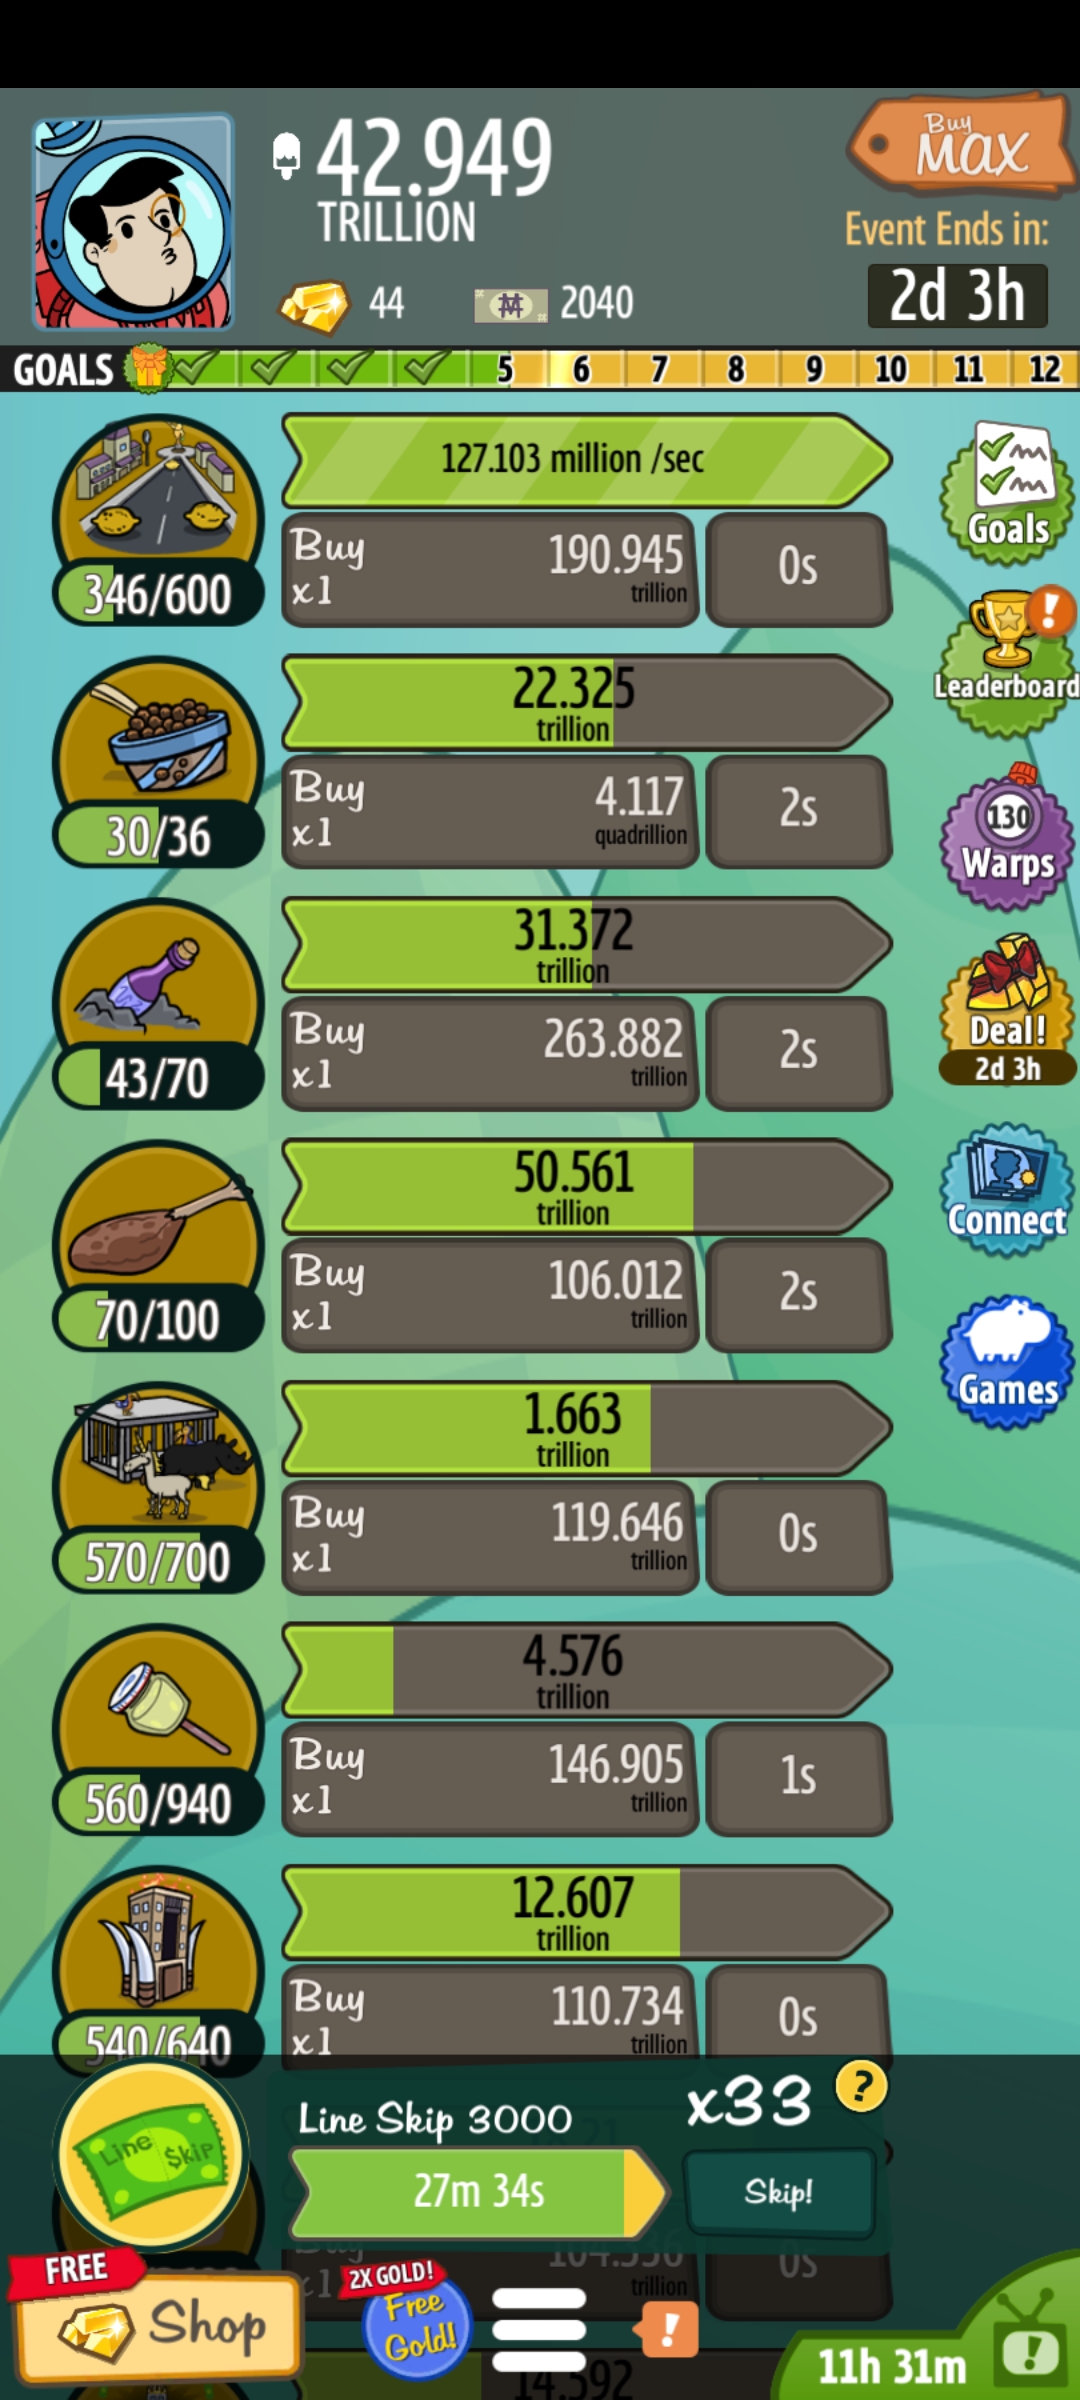 42.949
TRILLION
Buy
MAX
Event Ends in:
2d 3h
44
2040
GOALS
5 6 7 8 9 10 11 12
127.103 million /sec
Buy
x1
190.945
trillion
0s
346/600
Goals
22.325
trillion
Buy
x1
4.117
quadrillion
2s
30/36
Leaderboard
31.372
trillion
Buy
x1
263.882
trillion
2s
43/70
130
Warps
Deal!
2d 3h
50.561
trillion
Buy
x1
106.012
trillion
2s
70/100
Connect
Games
1.663
trillion
Buy
x1
119.646
trillion
0s
570/700
4.576
trillion
Buy
x1
146.905
trillion
1s
560/940
12.607
trillion
Buy
x1
110.734
trillion
0s
540/640
Line Skip
Line Skip 3000
x33
?
27m 34s
Skip!
trillion
0s
FREE
Shop
2X GOLD!
Free
Gold!
!
11h 31m
14.592